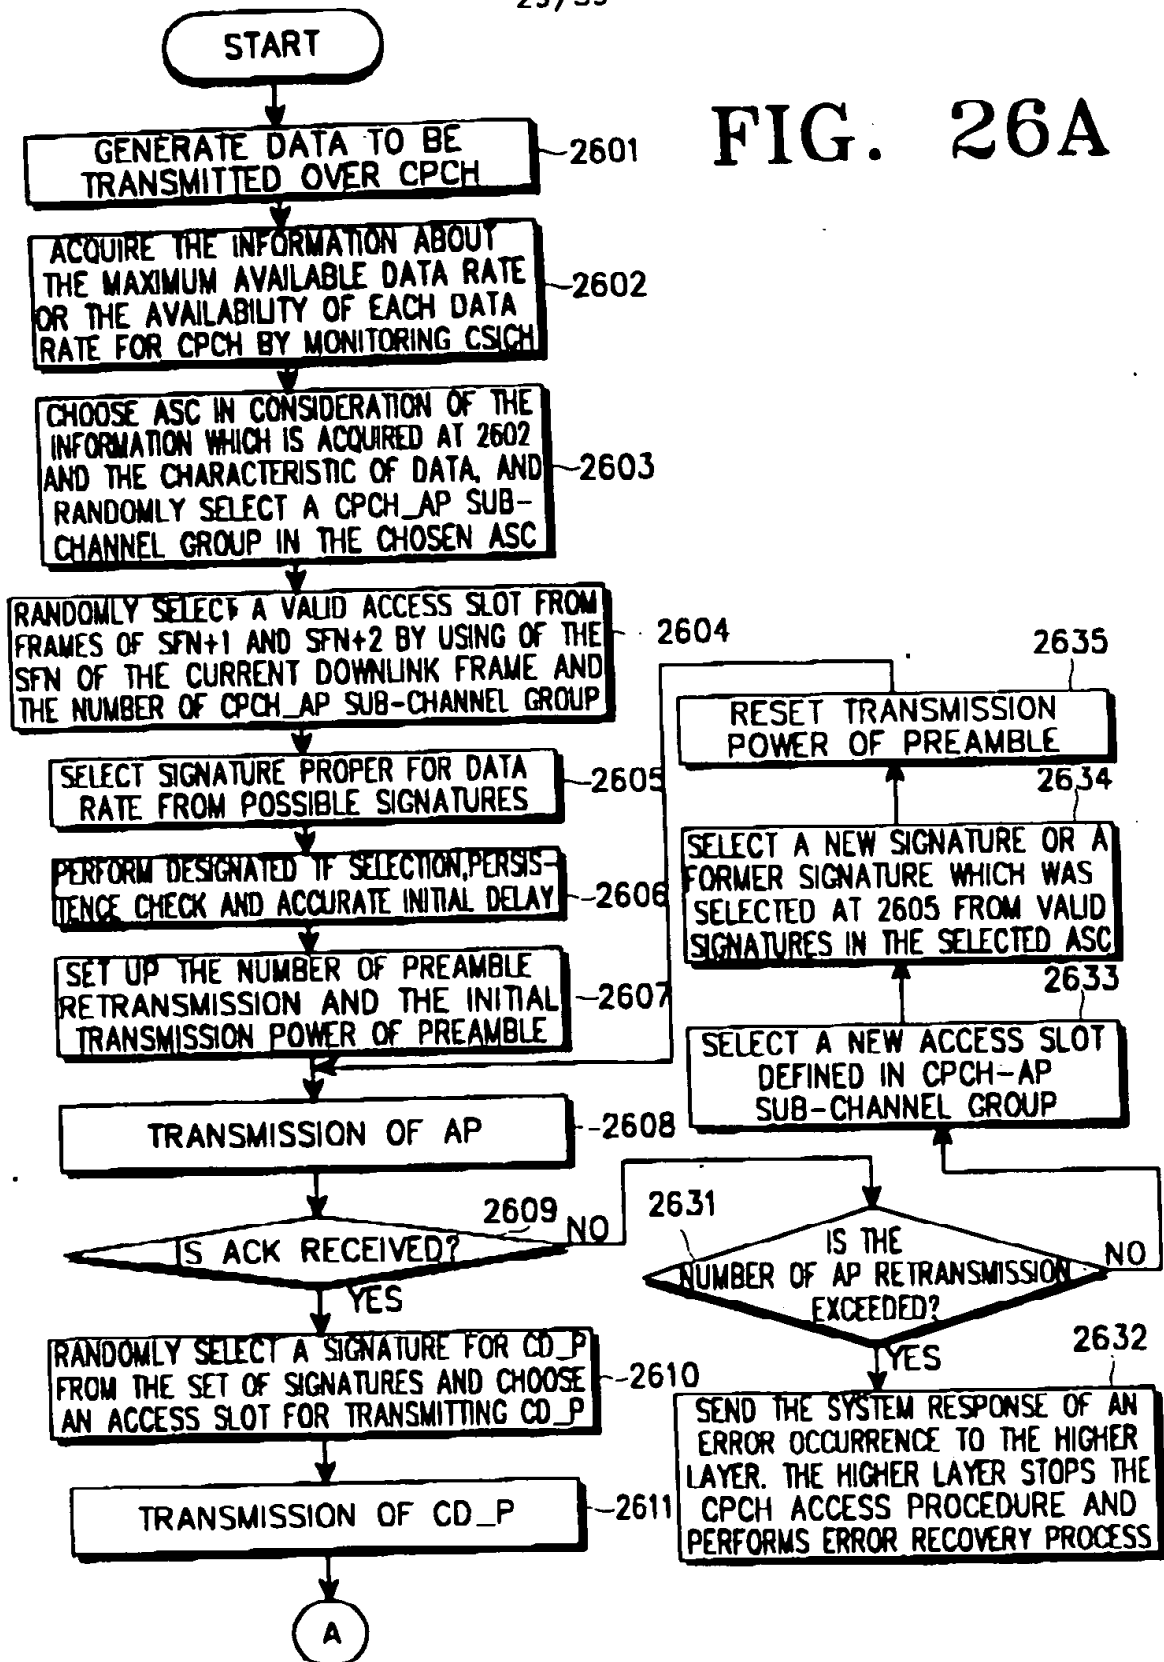 START
FIG. 26A
GENERATE DATA TO BE
TRANSMITTED OVER CPCH
2601
ACQUIRE THE INFORMATION ABOUT
THE MAXIMUM AVAILABLE DATA RATE
OR THE AVAILABILITY OF EACH DATA
RATE FOR CPCH BY MONITORING CSICH
2602
CHOOSE ASC IN CONSIDERATION OF THE
INFORMATION WHICH IS ACQUIRED AT 2602
AND THE CHARACTERISTIC OF DATA, AND
RANDOMLY SELECT A CPCH_AP SUB-
CHANNEL GROUP IN THE CHOSEN ASC
2603
RANDOMLY SELECT A VALID ACCESS SLOT FROM
FRAMES OF SFN+1 AND SFN+2 BY USING OF THE
SFN OF THE CURRENT DOWNLINK FRAME AND
THE NUMBER OF CPCH_AP SUB-CHANNEL GROUP
2604
SELECT SIGNATURE PROPER FOR DATA
RATE FROM POSSIBLE SIGNATURES
2605
PERFORM DESIGNATED TF SELECTION,PERSIS-
TENCE CHECK AND ACCURATE INITIAL DELAY
2606
SET UP THE NUMBER OF PREAMBLE
RETRANSMISSION AND THE INITIAL
TRANSMISSION POWER OF PREAMBLE
2607
TRANSMISSION OF AP
2608
IS ACK RECEIVED?
2609
NO
YES
RANDOMLY SELECT A SIGNATURE FOR CD_P
FROM THE SET OF SIGNATURES AND CHOOSE
AN ACCESS SLOT FOR TRANSMITTING CD_P
2610
TRANSMISSION OF CD_P
2611
A
2635
RESET TRANSMISSION
POWER OF PREAMBLE
2634
SELECT A NEW SIGNATURE OR A
FORMER SIGNATURE WHICH WAS
SELECTED AT 2605 FROM VALID
SIGNATURES IN THE SELECTED ASC
2633
SELECT A NEW ACCESS SLOT
DEFINED IN CPCH-AP
SUB-CHANNEL GROUP
2631
IS THE
NUMBER OF AP RETRANSMISSION
EXCEEDED?
NO
YES
2632
SEND THE SYSTEM RESPONSE OF AN
ERROR OCCURRENCE TO THE HIGHER
LAYER. THE HIGHER LAYER STOPS THE
CPCH ACCESS PROCEDURE AND
PERFORMS ERROR RECOVERY PROCESS